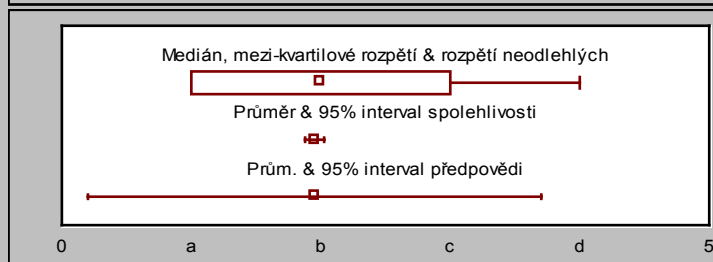 Medián, mezi-kvartilové rozpětí & rozpětí neodlehlých
Průměr & 95% interval spolehlivosti
Prům. & 95% interval předpovědi
0 a b c d 5